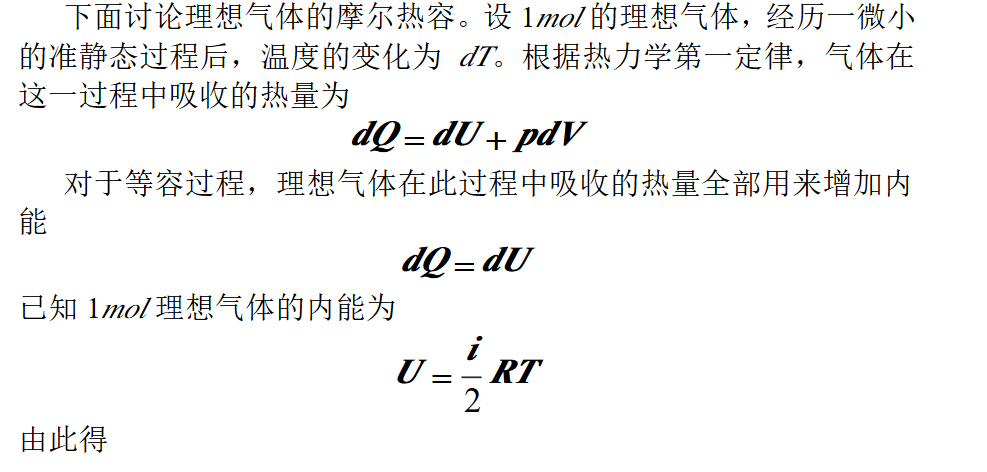 下面讨论理想气体的摩尔热容。设 1mol 的理想气体，经历一微小
的准静态过程后，温度的变化为 dT。根据热力学第一定律，气体在
这一过程中吸收的热量为
dQ = dU + pdV
对于等容过程，理想气体在此过程中吸收的热量全部用来增加内
能
dQ = dU
已知 1mol 理想气体的内能为
U = i/2 RT
由此得